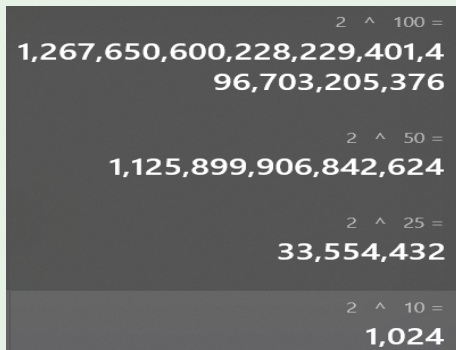 2 ^ 100 =
1,267,650,600,228,229,401,4
96,703,205,376
2 ^ 50 =
1,125,899,906,842,624
2 ^ 25 =
33,554,432
2 ^ 10 =
1,024